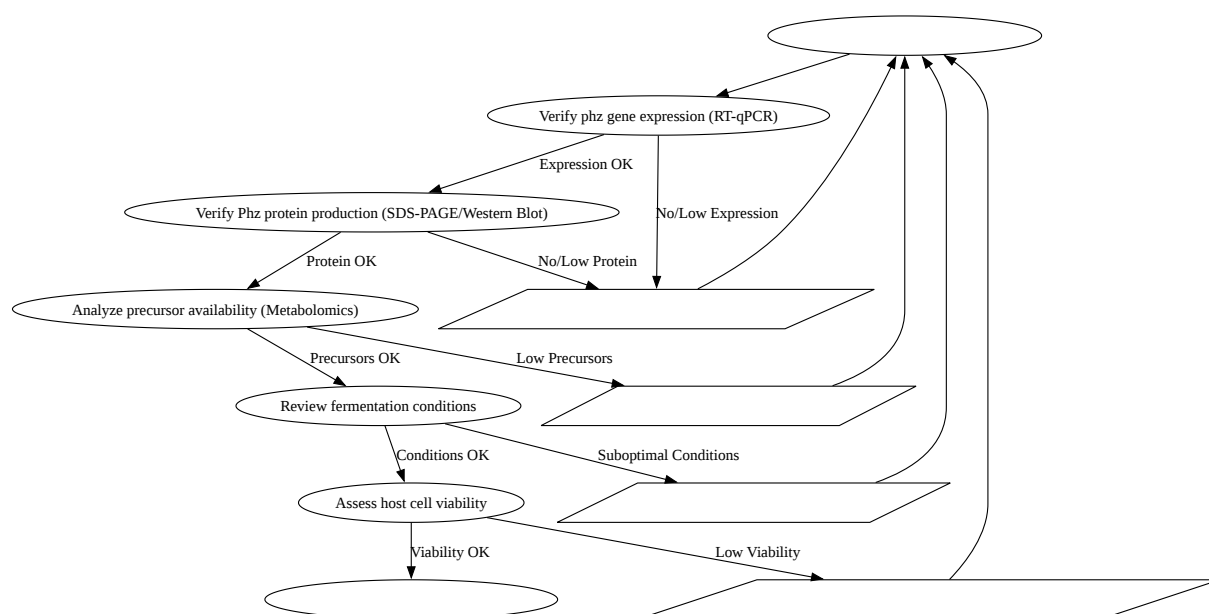 Verify phz gene expression (RT-qPCR)
Expression OK
Verify Phz protein production (SDS-PAGE/Western Blot)
No/Low Expression
Protein OK
No/Low Protein
Analyze precursor availability (Metabolomics)
Precursors OK
Low Precursors
Review fermentation conditions
Conditions OK
Suboptimal Conditions
Assess host cell viability
Viability OK
Low Viability